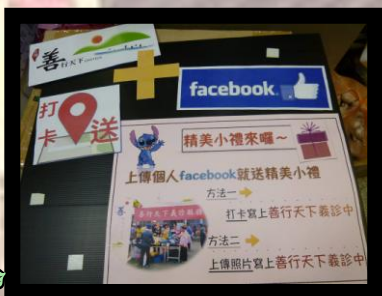 善行天下
facebook
打卡送
精美小禮來囉~
上傳個人facebook就送精美小禮
方法一
打卡寫上善行天下義診中
方法二
上傳照片寫上善行天下義診中